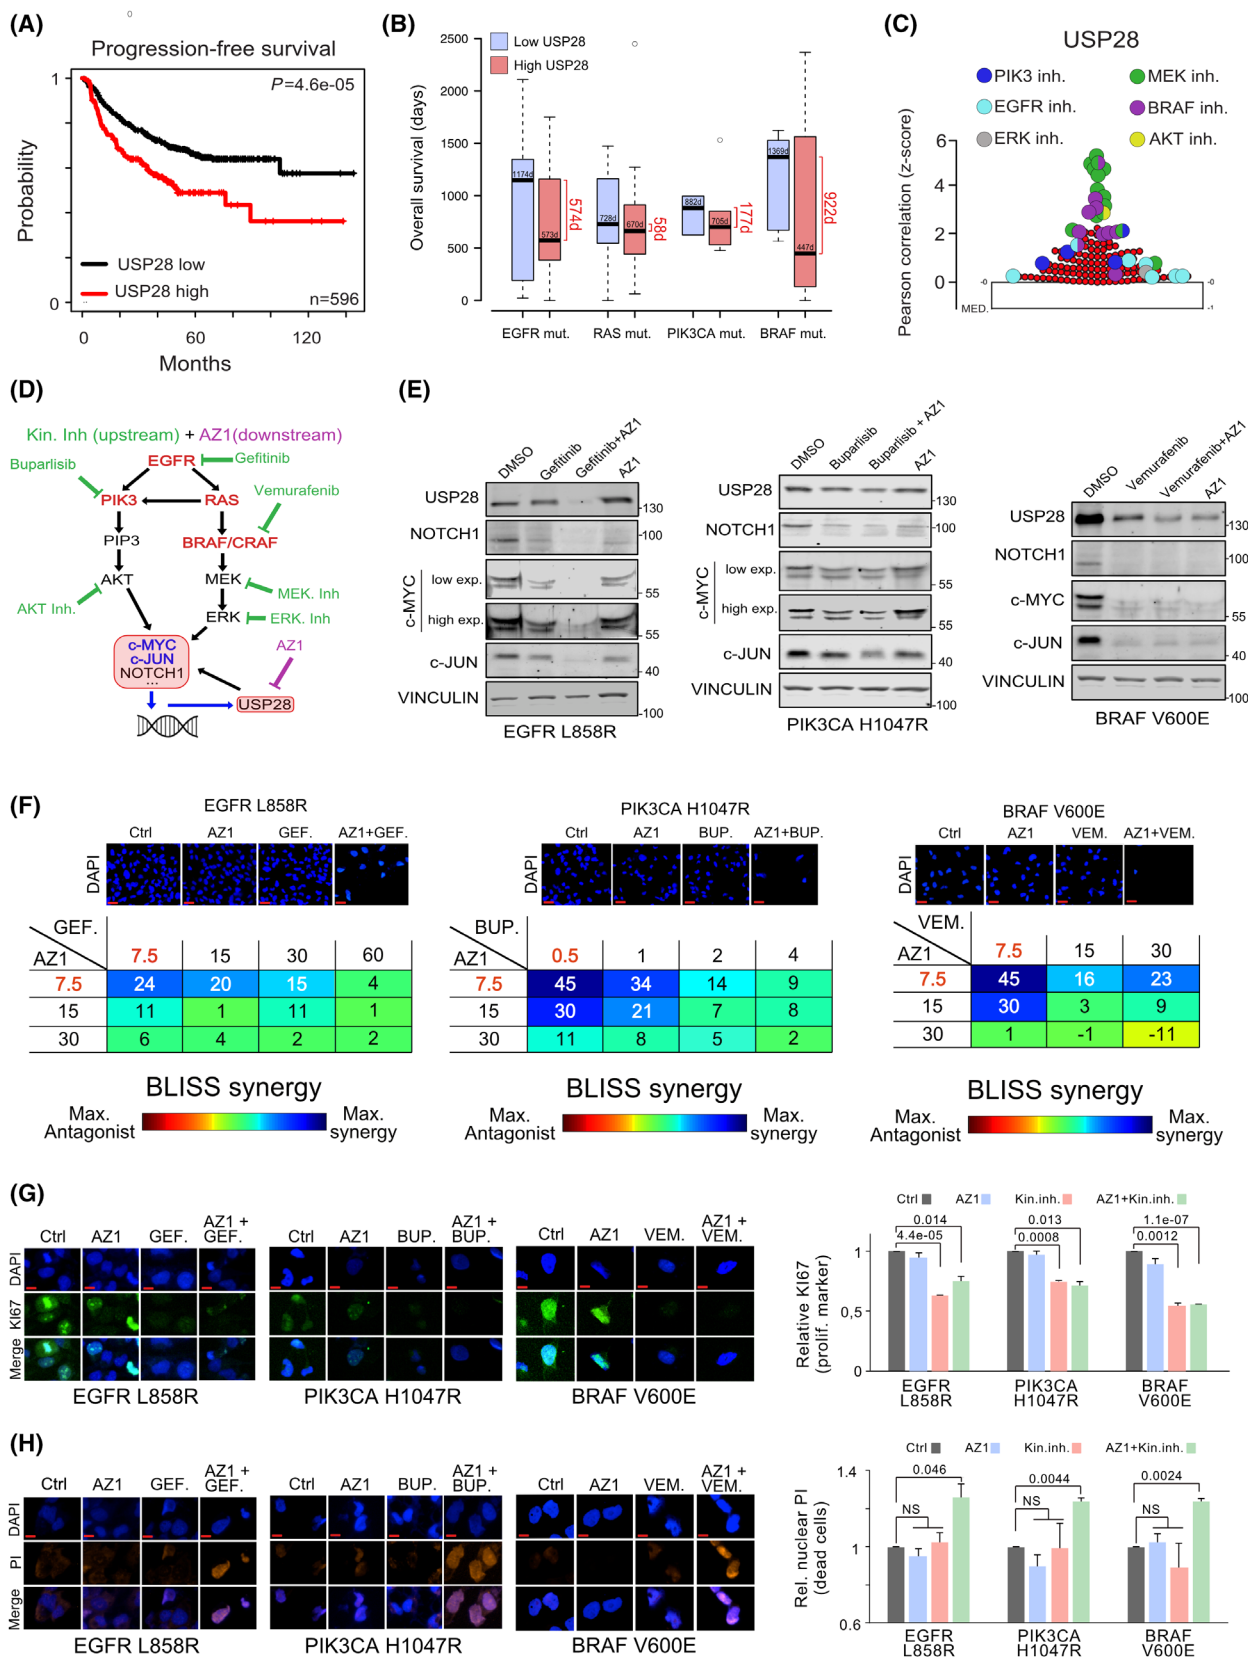 (A)
Progression-free survival
P=4.6e-05
Probability
1
0
USP28 low
USP28 high
n=596
0 60 120
Months
(B)
Low USP28
High USP28
Overall survival (days)
2500
2000
1500
1000
500
0
1174d
573d
574d
728d
670d
58d
882d
705d
177d
1369d
447d
922d
EGFR mut. RAS mut. PIK3CA mut. BRAF mut.
(C)
USP28
PIK3 inh. MEK inh.
EGFR inh. BRAF inh.
ERK inh. AKT inh.
Pearson correlation (z-score)
6
4
2
0
MED.
-0
-0
-1
(D)
Kin. Inh (upstream) + AZ1(downstream)
Buparlisib EGFR Gefitinib
Vemurafenib
PIK3 RAS
PIP3 BRAF/CRAF
AKT MEK
AKT Inh. MEK. Inh
ERK ERK. Inh
c-MYC
c-JUN
NOTCH1
...
AZ1
USP28
(E)
DMSO Gefitinib Gefitinib+AZ1 AZ1
USP28
NOTCH1
c-MYC
low exp.
high exp.
c-JUN
VINCULIN
130
100
55
55
40
100
EGFR L858R
DMSO Buparlisib Buparlisib + AZ1 AZ1
USP28
NOTCH1
c-MYC
low exp.
high exp.
c-JUN
VINCULIN
130
100
55
55
40
100
PIK3CA H1047R
DMSO Vemurafenib Vemurafenib+AZ1 AZ1
USP28
NOTCH1
c-MYC
c-JUN
VINCULIN
130
100
55
40
100
BRAF V600E
(F)
EGFR L858R
Ctrl AZ1 GEF. AZ1+GEF.
DAPI
GEF.
AZ1
7.5 15 30 60
7.5 24 20 15 4
15 11 1 11 1
30 6 4 2 2
BLISS synergy
Max. Antagonist
Max. synergy
PIK3CA H1047R
Ctrl AZ1 BUP. AZ1+BUP.
DAPI
BUP.
AZ1
0.5 1 2 4
7.5 45 34 14 9
15 30 21 7 8
30 11 8 5 2
BLISS synergy
Max. Antagonist
Max. synergy
BRAF V600E
Ctrl AZ1 VEM. AZ1+VEM.
DAPI
VEM.
AZ1
7.5 15 30
7.5 45 16 23
15 30 3 9
30 1 -1 -11
BLISS synergy
Max. Antagonist
Max. synergy
(G)
Ctrl AZ1 GEF. AZ1 + GEF.
DAPI
KI67
Merge
EGFR L858R
Ctrl AZ1 BUP. AZ1 + BUP.
PIK3CA H1047R
Ctrl AZ1 VEM. AZ1 + VEM.
BRAF V600E
Ctrl AZ1 Kin.inh. AZ1+Kin.inh.
Relative KI67
(prolif. marker)
1
0,5
0
0.014
4.4e-05
0.013
0.0008
1.1e-07
0.0012
EGFR L858R
PIK3CA H1047R
BRAF V600E
(H)
Ctrl AZ1 GEF. AZ1 + GEF.
DAPI
PI
Merge
EGFR L858R
Ctrl AZ1 BUP. AZ1 + BUP.
PIK3CA H1047R
Ctrl AZ1 VEM. AZ1 + VEM.
BRAF V600E
Ctrl AZ1 Kin.inh. AZ1+Kin.inh.
Rel. nuclear PI
(dead cells)
1.4
1
0.6
0.046
NS
0.0044
NS
0.0024
NS
EGFR L858R
PIK3CA H1047R
BRAF V600E